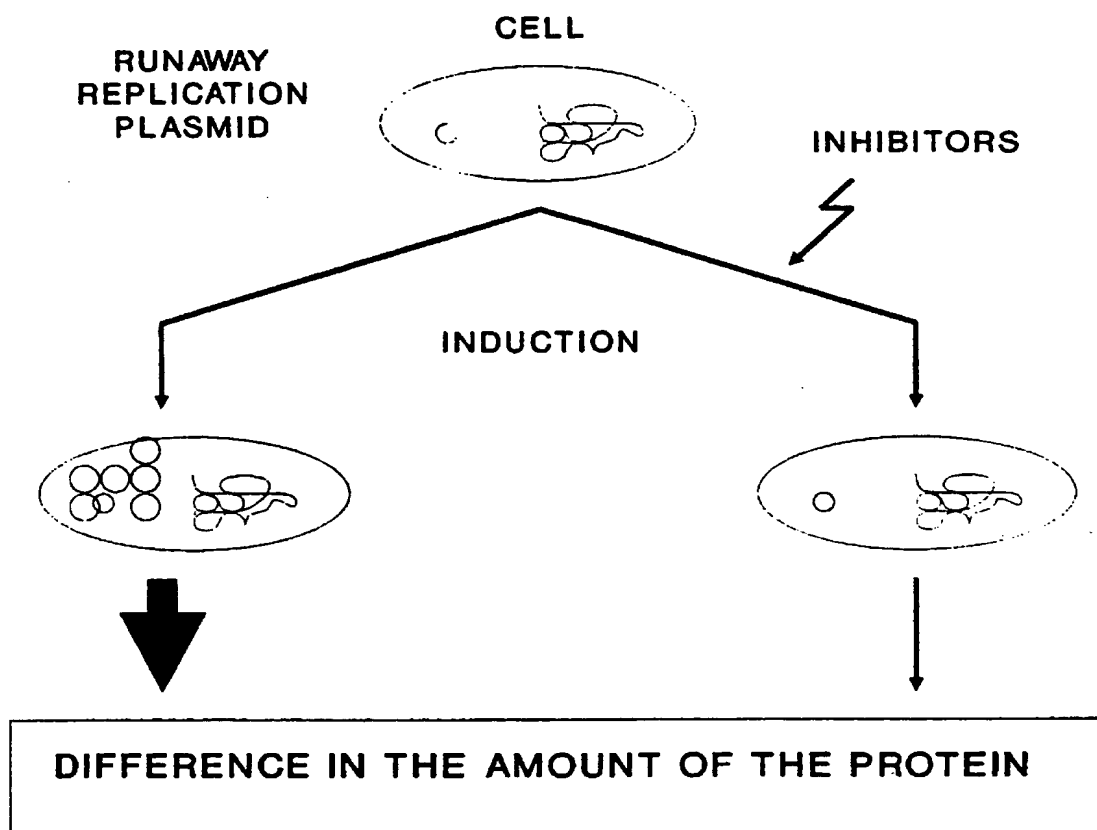 CELL
RUNAWAY
REPLICATION
PLASMID
INHIBITORS
INDUCTION
DIFFERENCE IN THE AMOUNT OF THE PROTEIN